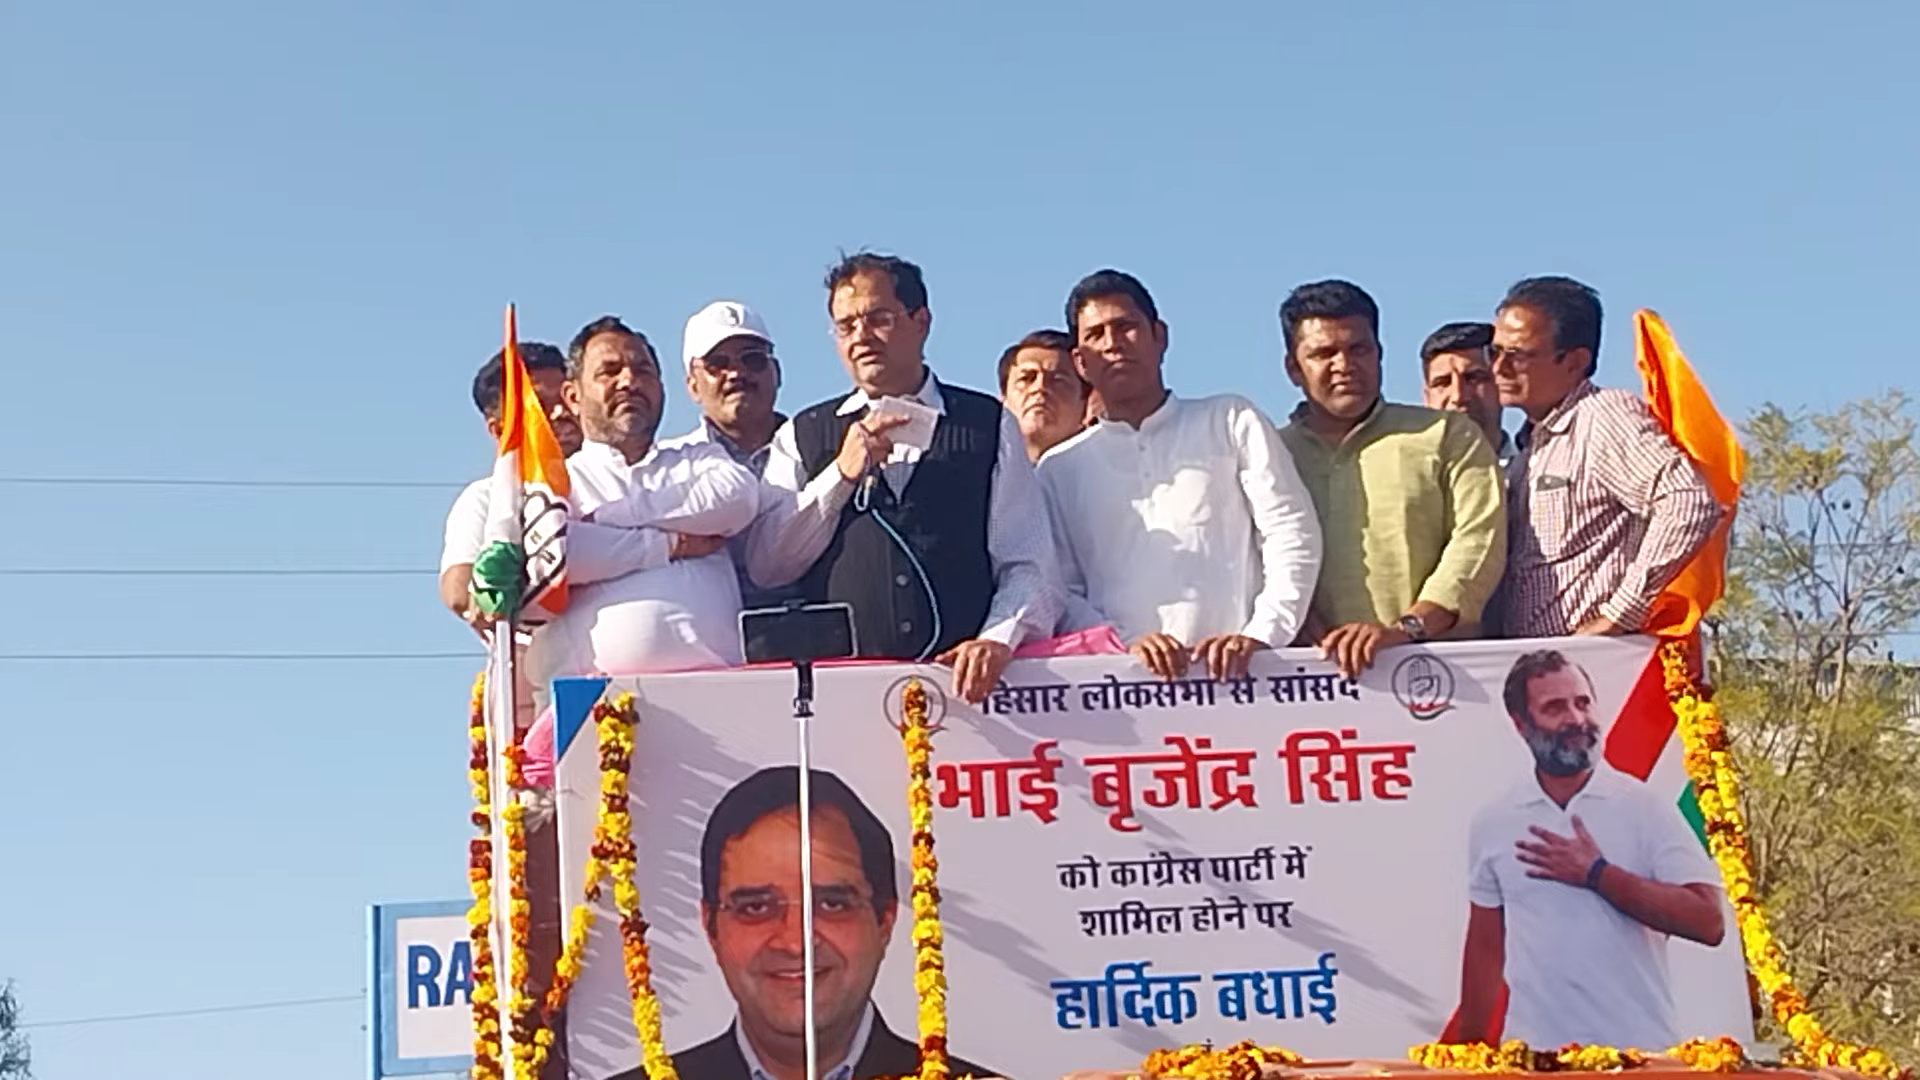 हिसार लोकसभा से सांसद
भाई बृजेंद्र सिंह
को कांग्रेस पार्टी में
शामिल होने पर
हार्दिक बधाई
RA